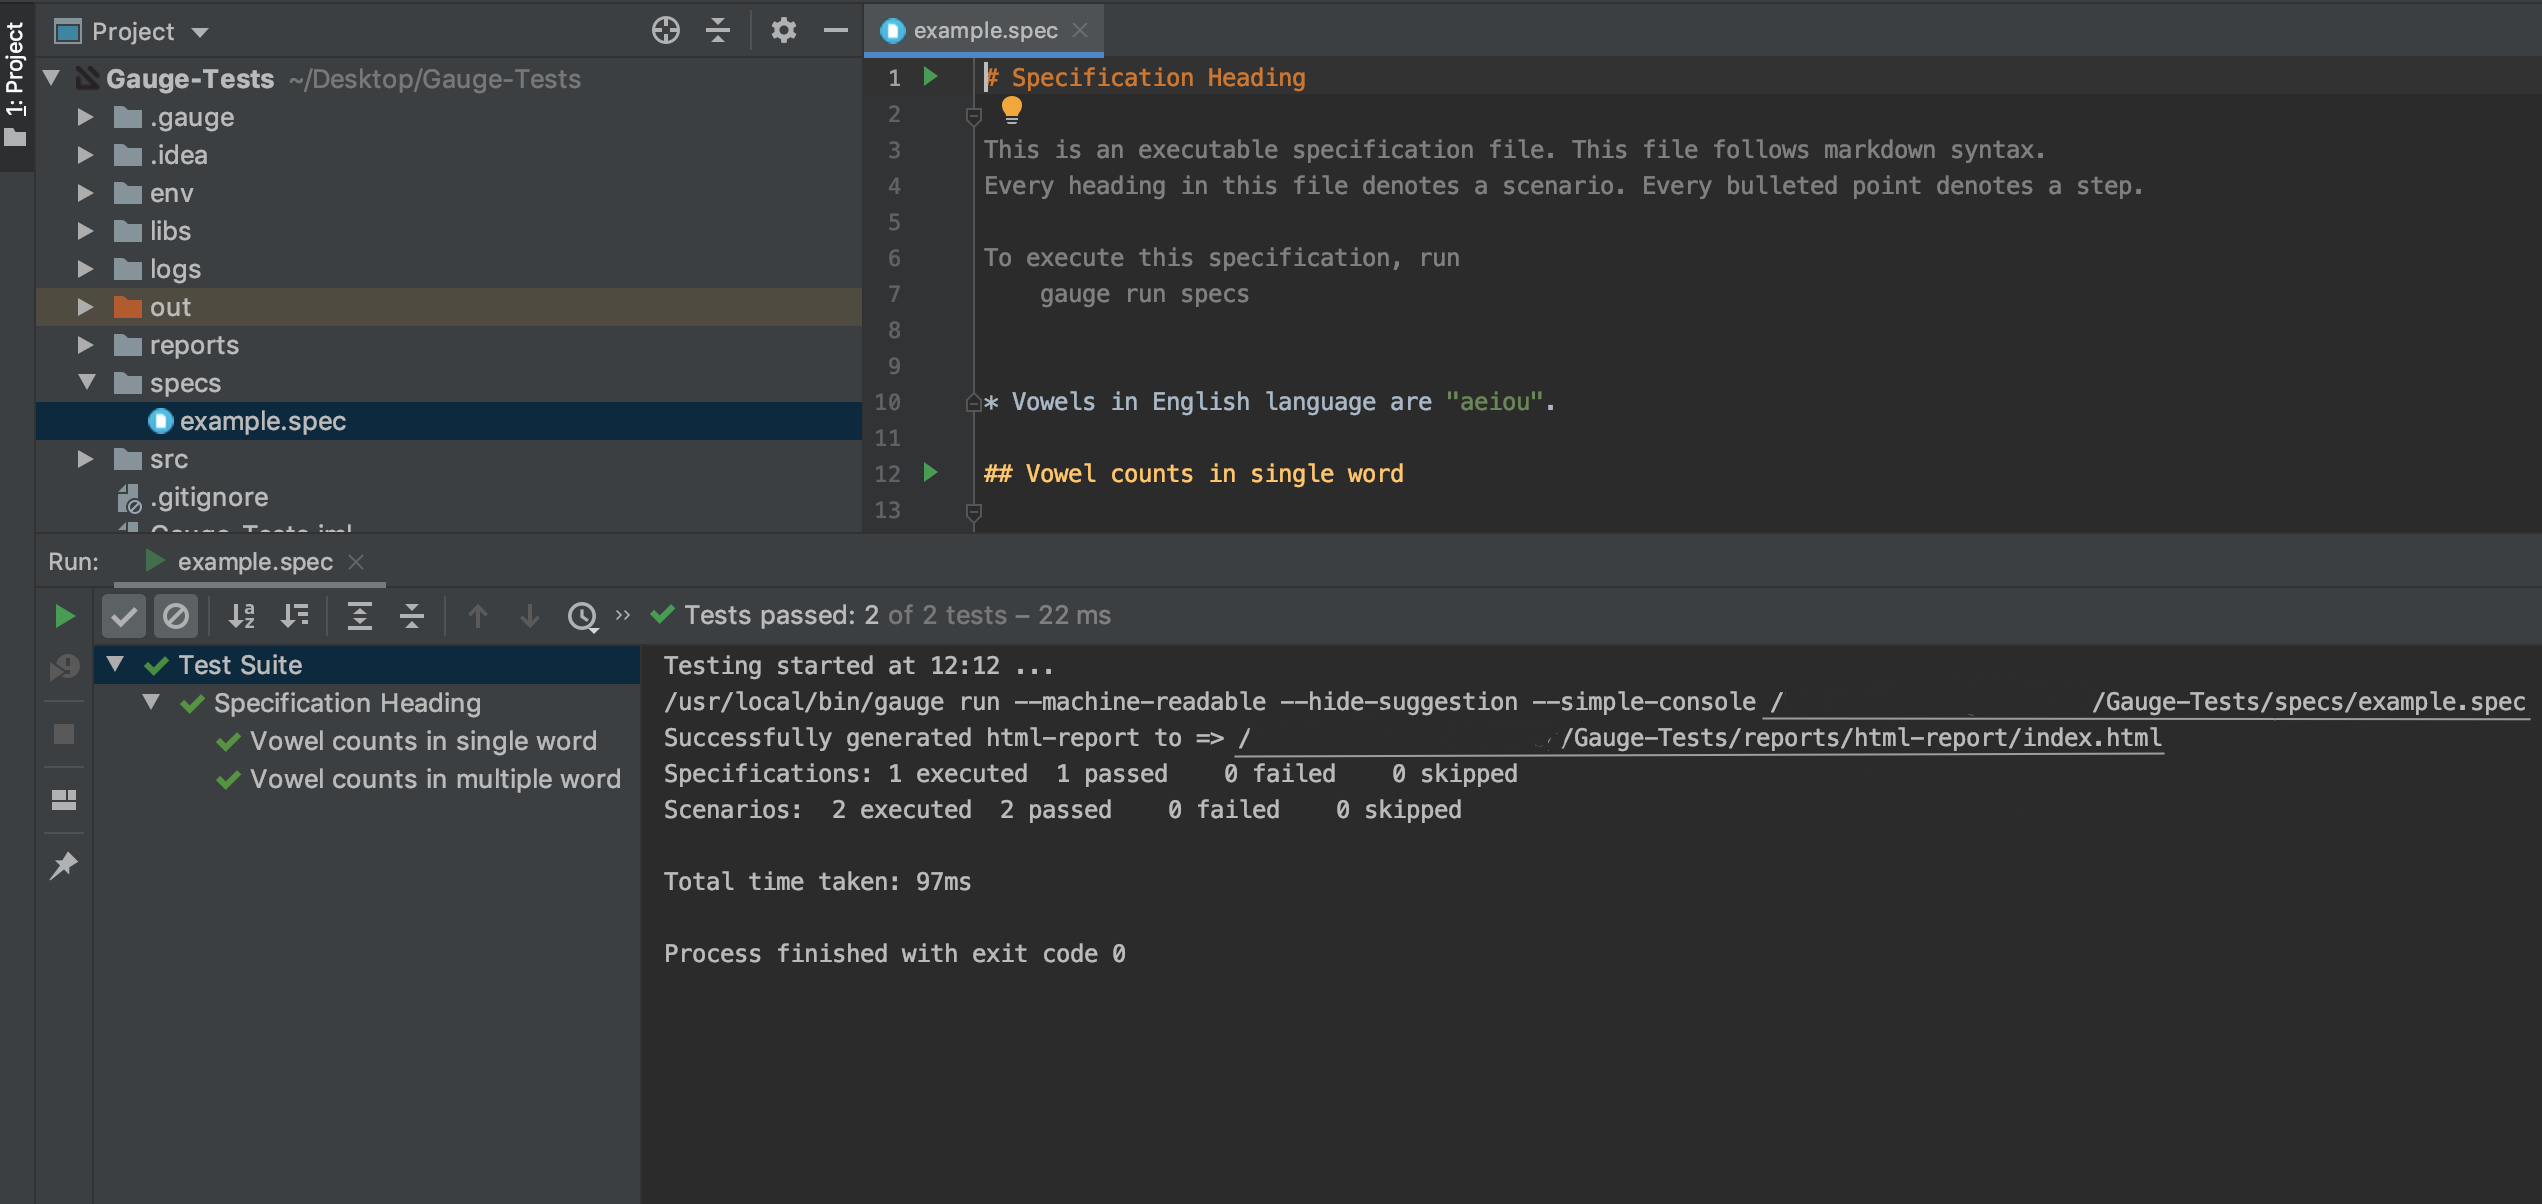 1: Project
Project
Gauge-Tests ~/Desktop/Gauge-Tests
.gauge
.idea
env
libs
logs
out
reports
specs
example.spec
src
.gitignore
Gauge-Tests.iml
example.spec
1 # Specification Heading
2
3 This is an executable specification file. This file follows markdown syntax.
4 Every heading in this file denotes a scenario. Every bulleted point denotes a step.
5
6 To execute this specification, run
7 gauge run specs
8
9
10 * Vowels in English language are "aeiou".
11
12 ## Vowel counts in single word
13
Run: example.spec
Tests passed: 2 of 2 tests – 22 ms
Test Suite
Specification Heading
Vowel counts in single word
Vowel counts in multiple word
Testing started at 12:12 ...
/usr/local/bin/gauge run --machine-readable --hide-suggestion --simple-console / /Gauge-Tests/specs/example.spec
Successfully generated html-report to => / /Gauge-Tests/reports/html-report/index.html
Specifications: 1 executed 1 passed 0 failed 0 skipped
Scenarios: 2 executed 2 passed 0 failed 0 skipped
Total time taken: 97ms
Process finished with exit code 0